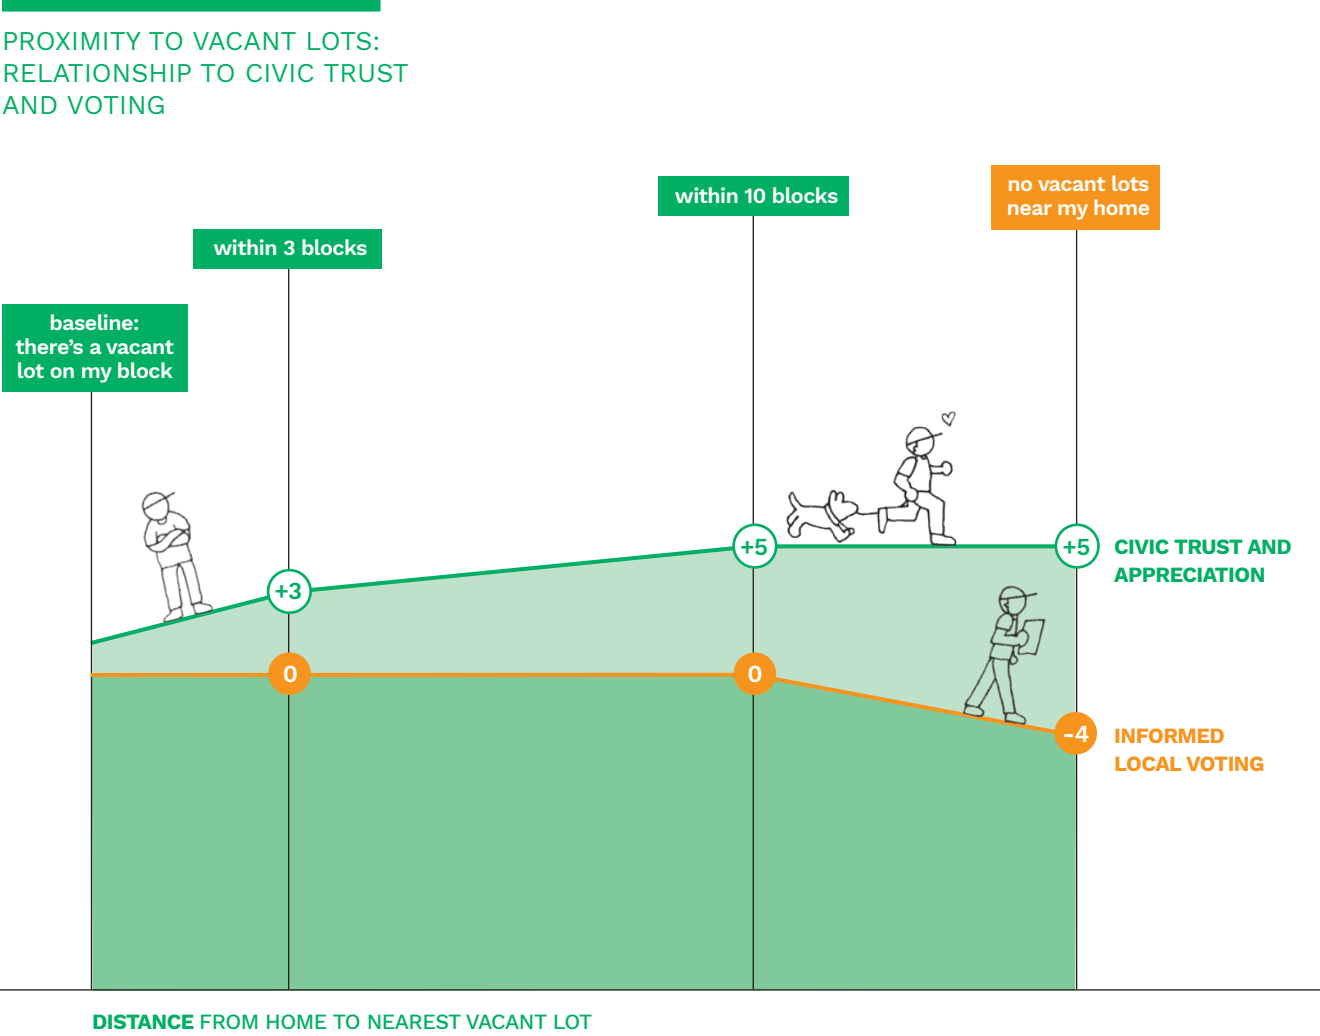 PROXIMITY TO VACANT LOTS:
RELATIONSHIP TO CIVIC TRUST
AND VOTING
no vacant lots
near my home
within 10 blocks
within 3 blocks
baseline:
there's a vacant
lot on my block
+5
+5
CIVIC TRUST AND
APPRECIATION
+3
0
0
-4
INFORMED
LOCAL VOTING
DISTANCE FROM HOME TO NEAREST VACANT LOT